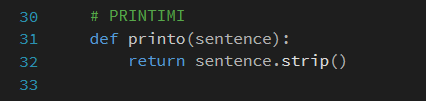 30 # PRINTIMI
31 def printo(sentence):
32 return sentence.strip()
33